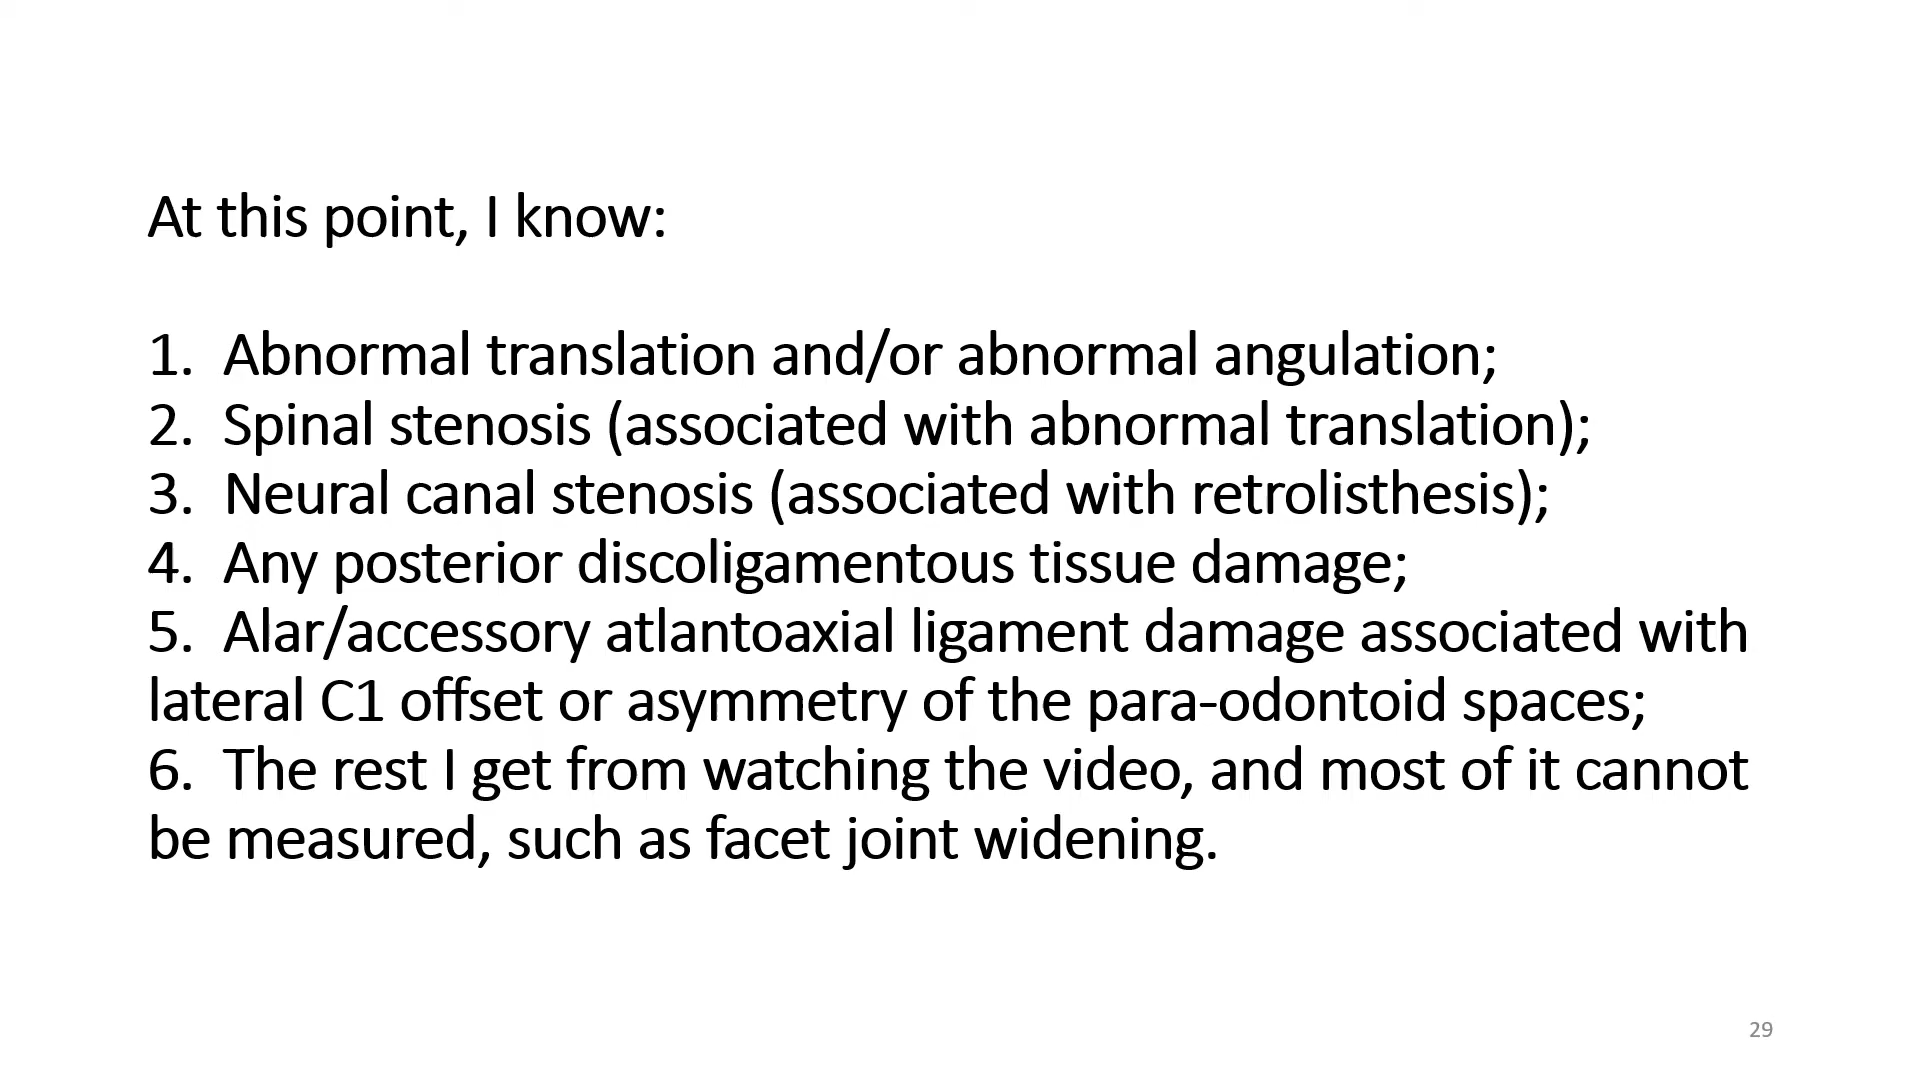 At this point, I know:
1. Abnormal translation and/or abnormal angulation;
2. Spinal stenosis (associated with abnormal translation);
3. Neural canal stenosis (associated with retrolisthesis);
4. Any posterior discoligamentous tissue damage;
5. Alar/accessory atlantoaxial ligament damage associated with
lateral C1 offset or asymmetry of the para-odontoid spaces;
6. The rest I get from watching the video, and most of it cannot
be measured, such as facet joint widening.
29